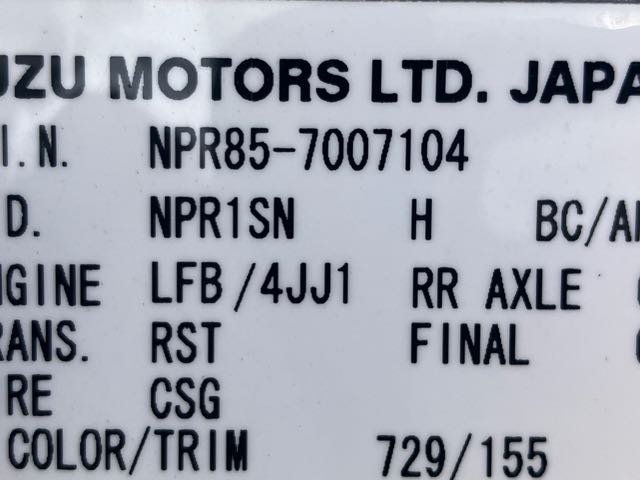 UZU MOTORS LTD. JAPA
I.N. NPR85-7007104
D. NPR1SN H BC/A
NGINE LFB/4JJ1 RR AXLE
RANS. RST FINAL
RE CSG
COLOR/TRIM 729/155